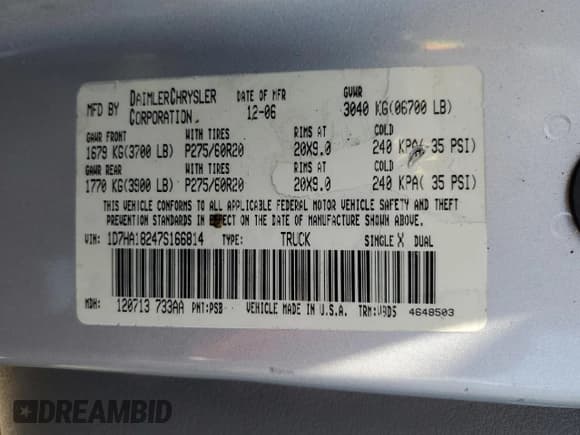 MFD BY DAIMLERCHRYSLER CORPORATION DATE OF MFR 12-06 GVWR 3040 KG(06700 LB)
GAWR FRONT WITH TIRES RIMS AT COLD
1679 KG(3700 LB) P275/60R20 20X9.0 240 KPA( 35 PSI)
GAWR REAR WITH TIRES RIMS AT COLD
1770 KG(3900 LB) P275/60R20 20X9.0 240 KPA( 35 PSI)
THIS VEHICLE CONFORMS TO ALL APPLICABLE FEDERAL MOTOR VEHICLE SAFETY AND THEFT
PREVENTION STANDARDS IN EFFECT ON THE DATE OF MANUFACTURE SHOWN ABOVE.
VIN: 1D7HA18247S166814 TYPE: TRUCK SINGLE X DUAL
MDH: 120713 733AA PNT:PSB VEHICLE MADE IN U.S.A. TRM: 4648503
DREAMBID